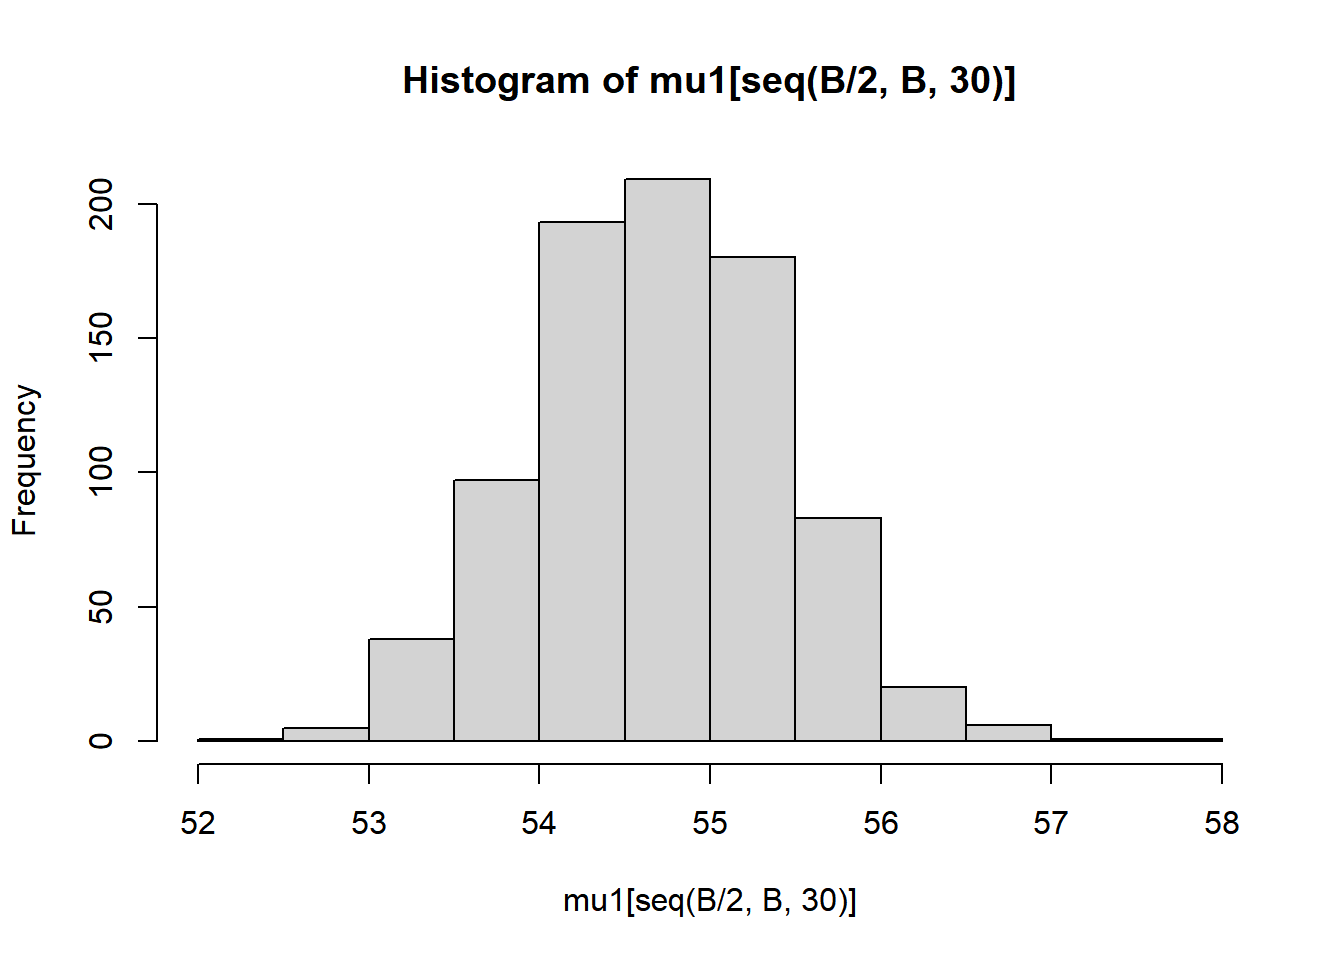 Histogram of mu1[seq(B/2, B, 30)]
Frequency
200
150
100
50
0
52 53 54 55 56 57 58
mu1[seq(B/2, B, 30)]